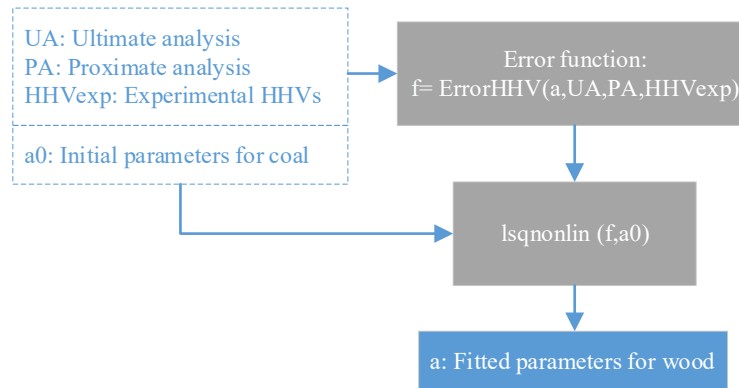 UA: Ultimate analysis
PA: Proximate analysis
HHVexp: Experimental HHVs
a0: Initial parameters for coal
Error function:
f= ErrorHHV(a,UA,PA,HHVexp)
lsqnonlin (f,a0)
a: Fitted parameters for wood